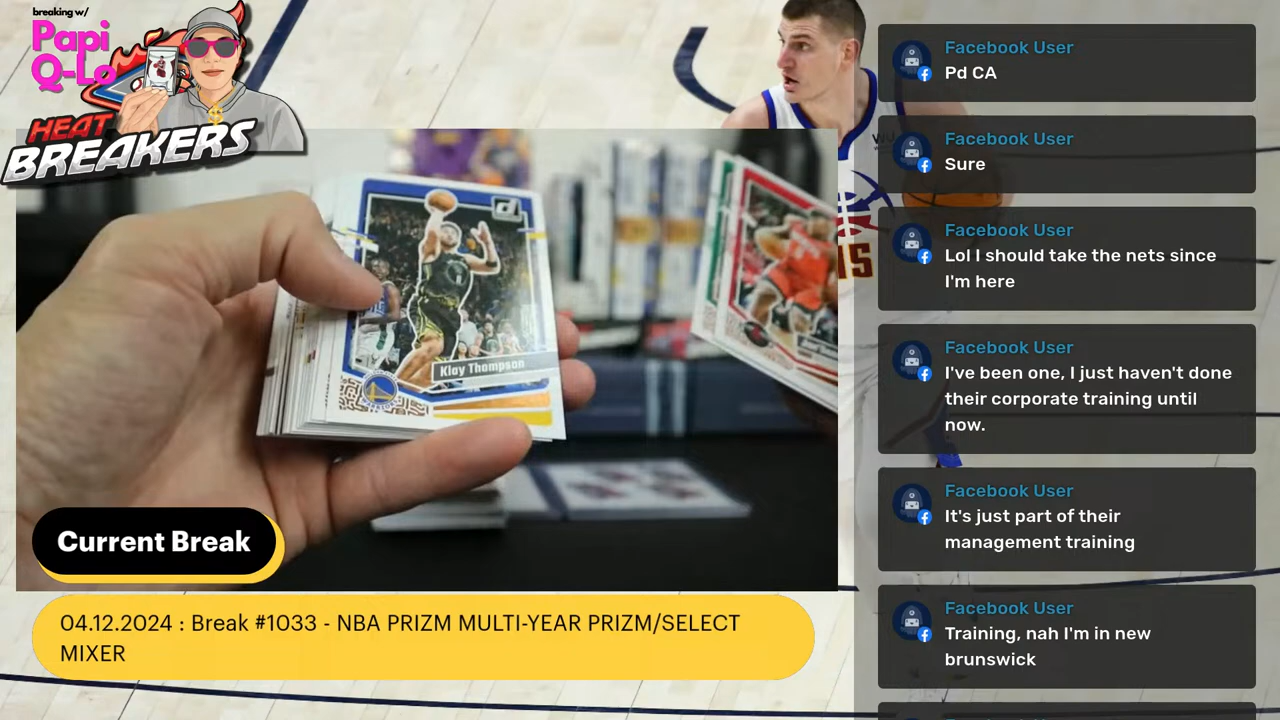 breaking w/
Papi
Q-Lo
HEAT
BREAKERS
Klay Thompson
WARRIORS
15
Current Break
04.12.2024 : Break #1033 - NBA PRIZM MULTI-YEAR PRIZM/SELECT
MIXER
Facebook User
Pd CA
Facebook User
Sure
Facebook User
Lol I should take the nets since
I'm here
Facebook User
I've been one, I just haven't done
their corporate training until
now.
Facebook User
It's just part of their
management training
Facebook User
Training, nah I'm in new
brunswick